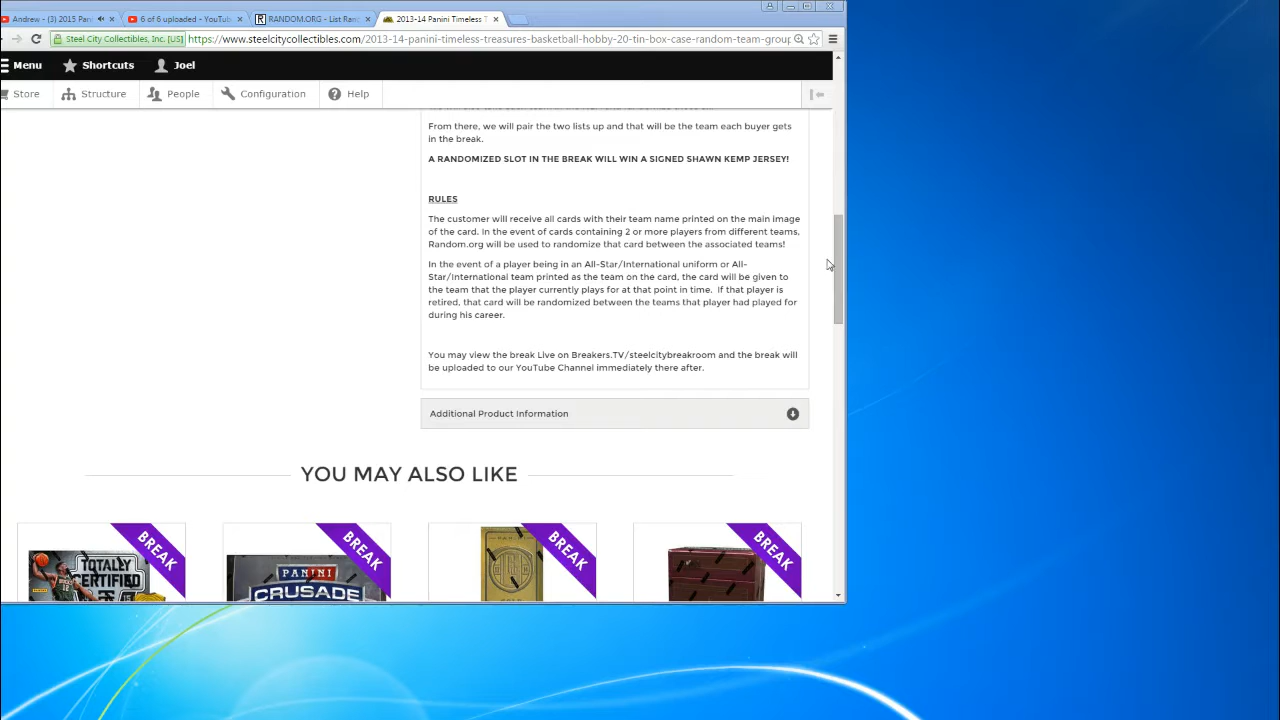 Andrew - (3) 2015 Pani
6 of 6 uploaded - YouTube
RANDOM.ORG - List Ran
2013-14 Panini Timeless T
Steel City Collectibles, Inc. [US]
https://www.steelcitycollectibles.com/2013-14-panini-timeless-treasures-basketball-hobby-20-tin-box-case-random-team-group
Menu
Shortcuts
Joel
Store
Structure
People
Configuration
Help
From there, we will pair the two lists up and that will be the team each buyer gets
in the break.
A RANDOMIZED SLOT IN THE BREAK WILL WIN A SIGNED SHAWN KEMP JERSEY!
RULES
The customer will receive all cards with their team name printed on the main image
of the card. In the event of cards containing 2 or more players from different teams,
Random.org will be used to randomize that card between the associated teams!
In the event of a player being in an All-Star/International uniform or All-
Star/International team printed as the team on the card, the card will be given to
the team that the player currently plays for at that point in time. If that player is
retired, that card will be randomized between the teams that player had played for
during his career.
You may view the break Live on Breakers.TV/steelcitybreakroom and the break will
be uploaded to our YouTube Channel immediately there after.
Additional Product Information
YOU MAY ALSO LIKE
BREAK
BREAK
BREAK
BREAK
TOTALLY
CERTIFIED
PANINI
CRUSADE
PANINI
GOLD